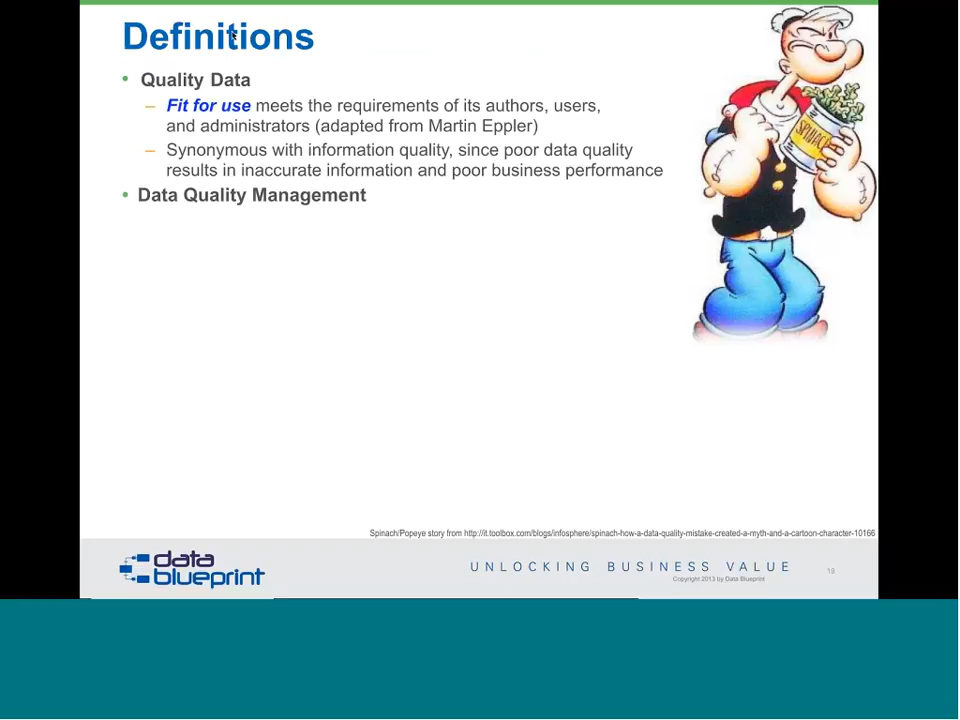 Definitions
• Quality Data
– Fit for use meets the requirements of its authors, users,
and administrators (adapted from Martin Eppler)
– Synonymous with information quality, since poor data quality
results in inaccurate information and poor business performance
• Data Quality Management
SPINACH
Spinach/Popeye story from http://it.toolbox.com/blogs/infosphere/spinach-how-a-data-quality-mistake-created-a-myth-and-a-cartoon-character-10166
data
blueprint
UNLOCKING BUSINESS VALUE
Copyright 2013 by Data Blueprint